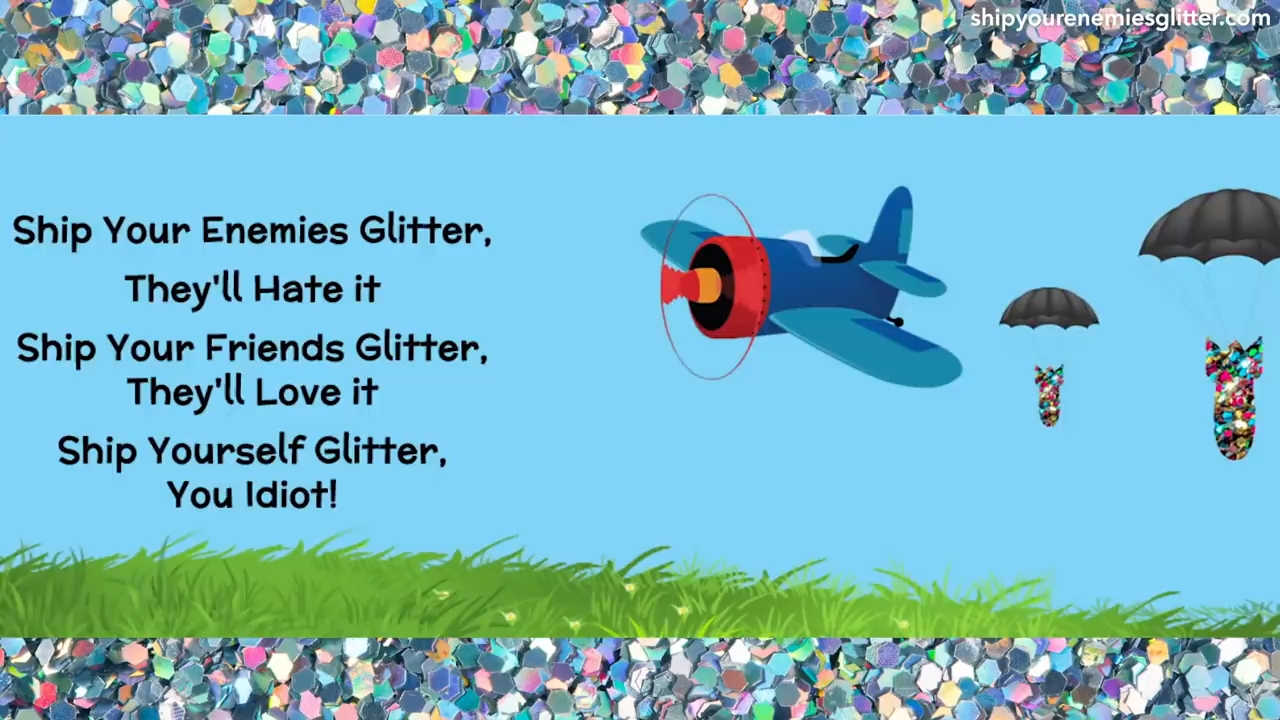 shipyourenemiesglitter.com
Ship Your Enemies Glitter,
They'll Hate it
Ship Your Friends Glitter,
They'll Love it
Ship Yourself Glitter,
You Idiot!